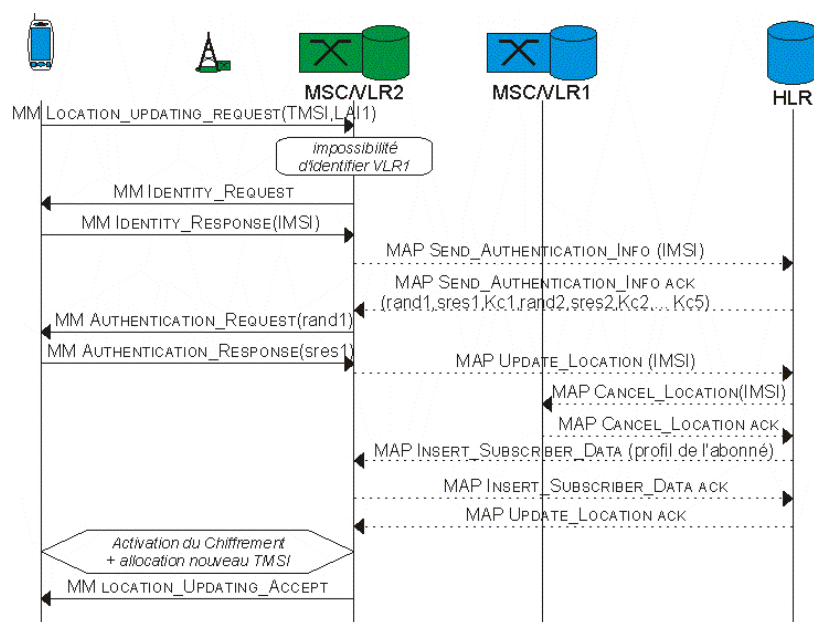 MSC/VLR2
MSC/VLR1
HLR
MM LOCATION_UPDATING_REQUEST(TMSI,LAI1)
impossibilité
d'identifier VLR1
MM IDENTITY_REQUEST
MM IDENTITY_RESPONSE(IMSI)
MAP SEND_AUTHENTICATION_INFO (IMSI)
MAP SEND_AUTHENTICATION_INFO ACK
(rand1,sres1,Kc1,rand2,sres2,Kc2,... Kc5)
MM AUTHENTICATION_REQUEST(rand1)
MM AUTHENTICATION_RESPONSE(sres1)
MAP UPDATE_LOCATION (IMSI)
MAP CANCEL_LOCATION(IMSI)
MAP CANCEL_LOCATION ACK
MAP INSERT_SUBSCRIBER_DATA (profil de l'abonné)
MAP INSERT_SUBSCRIBER_DATA ACK
MAP UPDATE_LOCATION ACK
Activation du Chiffrement
+ allocation nouveau TMSI
MM LOCATION_UPDATING_ACCEPT